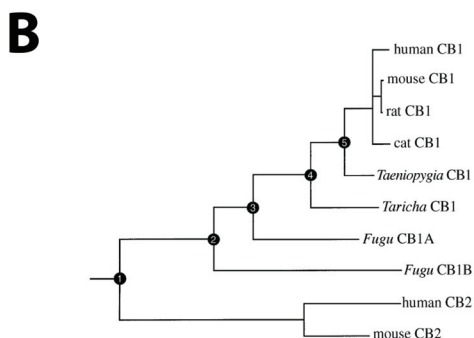 B
human CB1
mouse CB1
rat CB1
cat CB1
5
Taeniopygia CB1
4
Taricha CB1
3
Fugu CB1A
2
Fugu CB1B
1
human CB2
mouse CB2